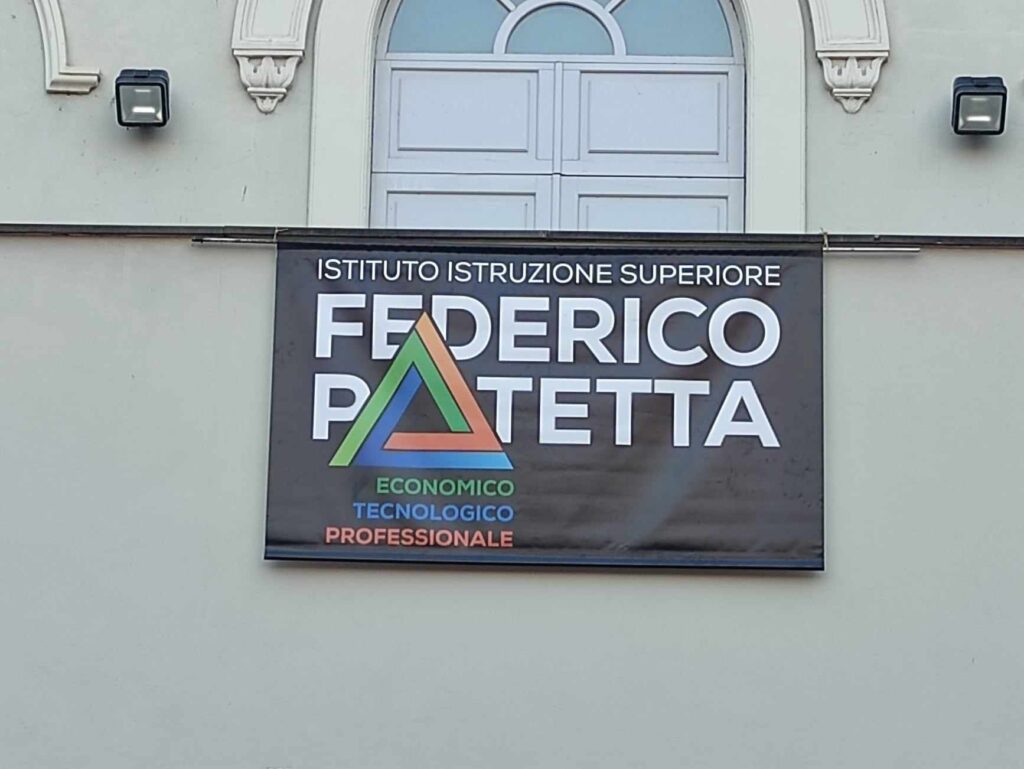 ISTITUTO ISTRUZIONE SUPERIORE
FEDERICO
PATETTA
ECONOMICO
TECNOLOGICO
PROFESSIONALE